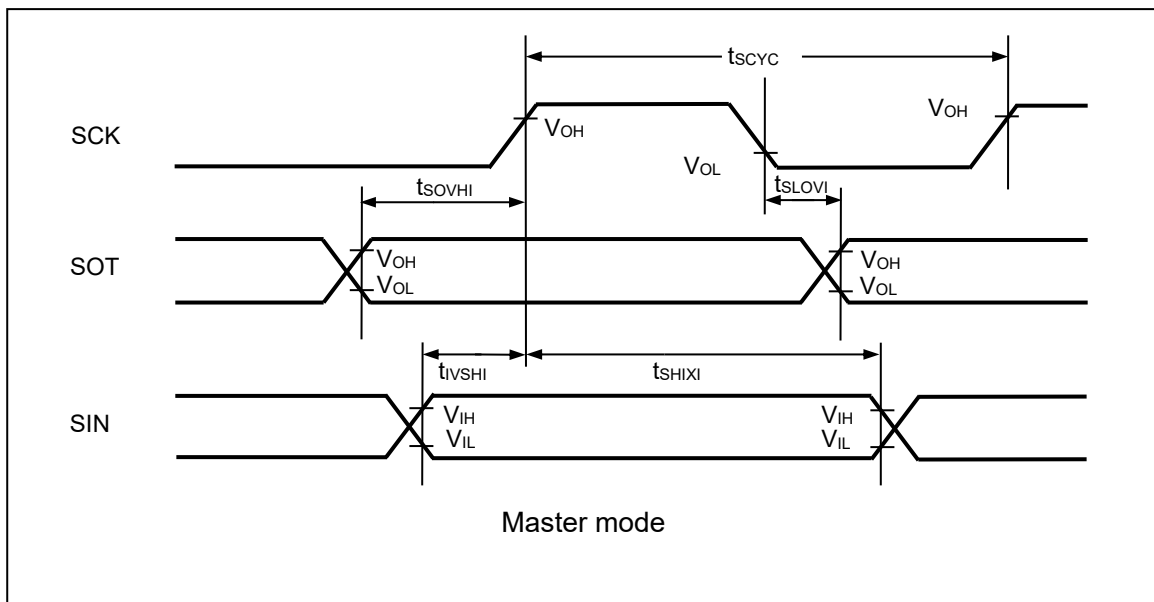 tSCYC
SCK
VOH
VOL
VOH
tSOVHI
tSLOVI
SOT
VOH
VOL
VOH
VOL
tIVSHI
tSHIXI
SIN
VIH
VIL
VIH
VIL
Master mode